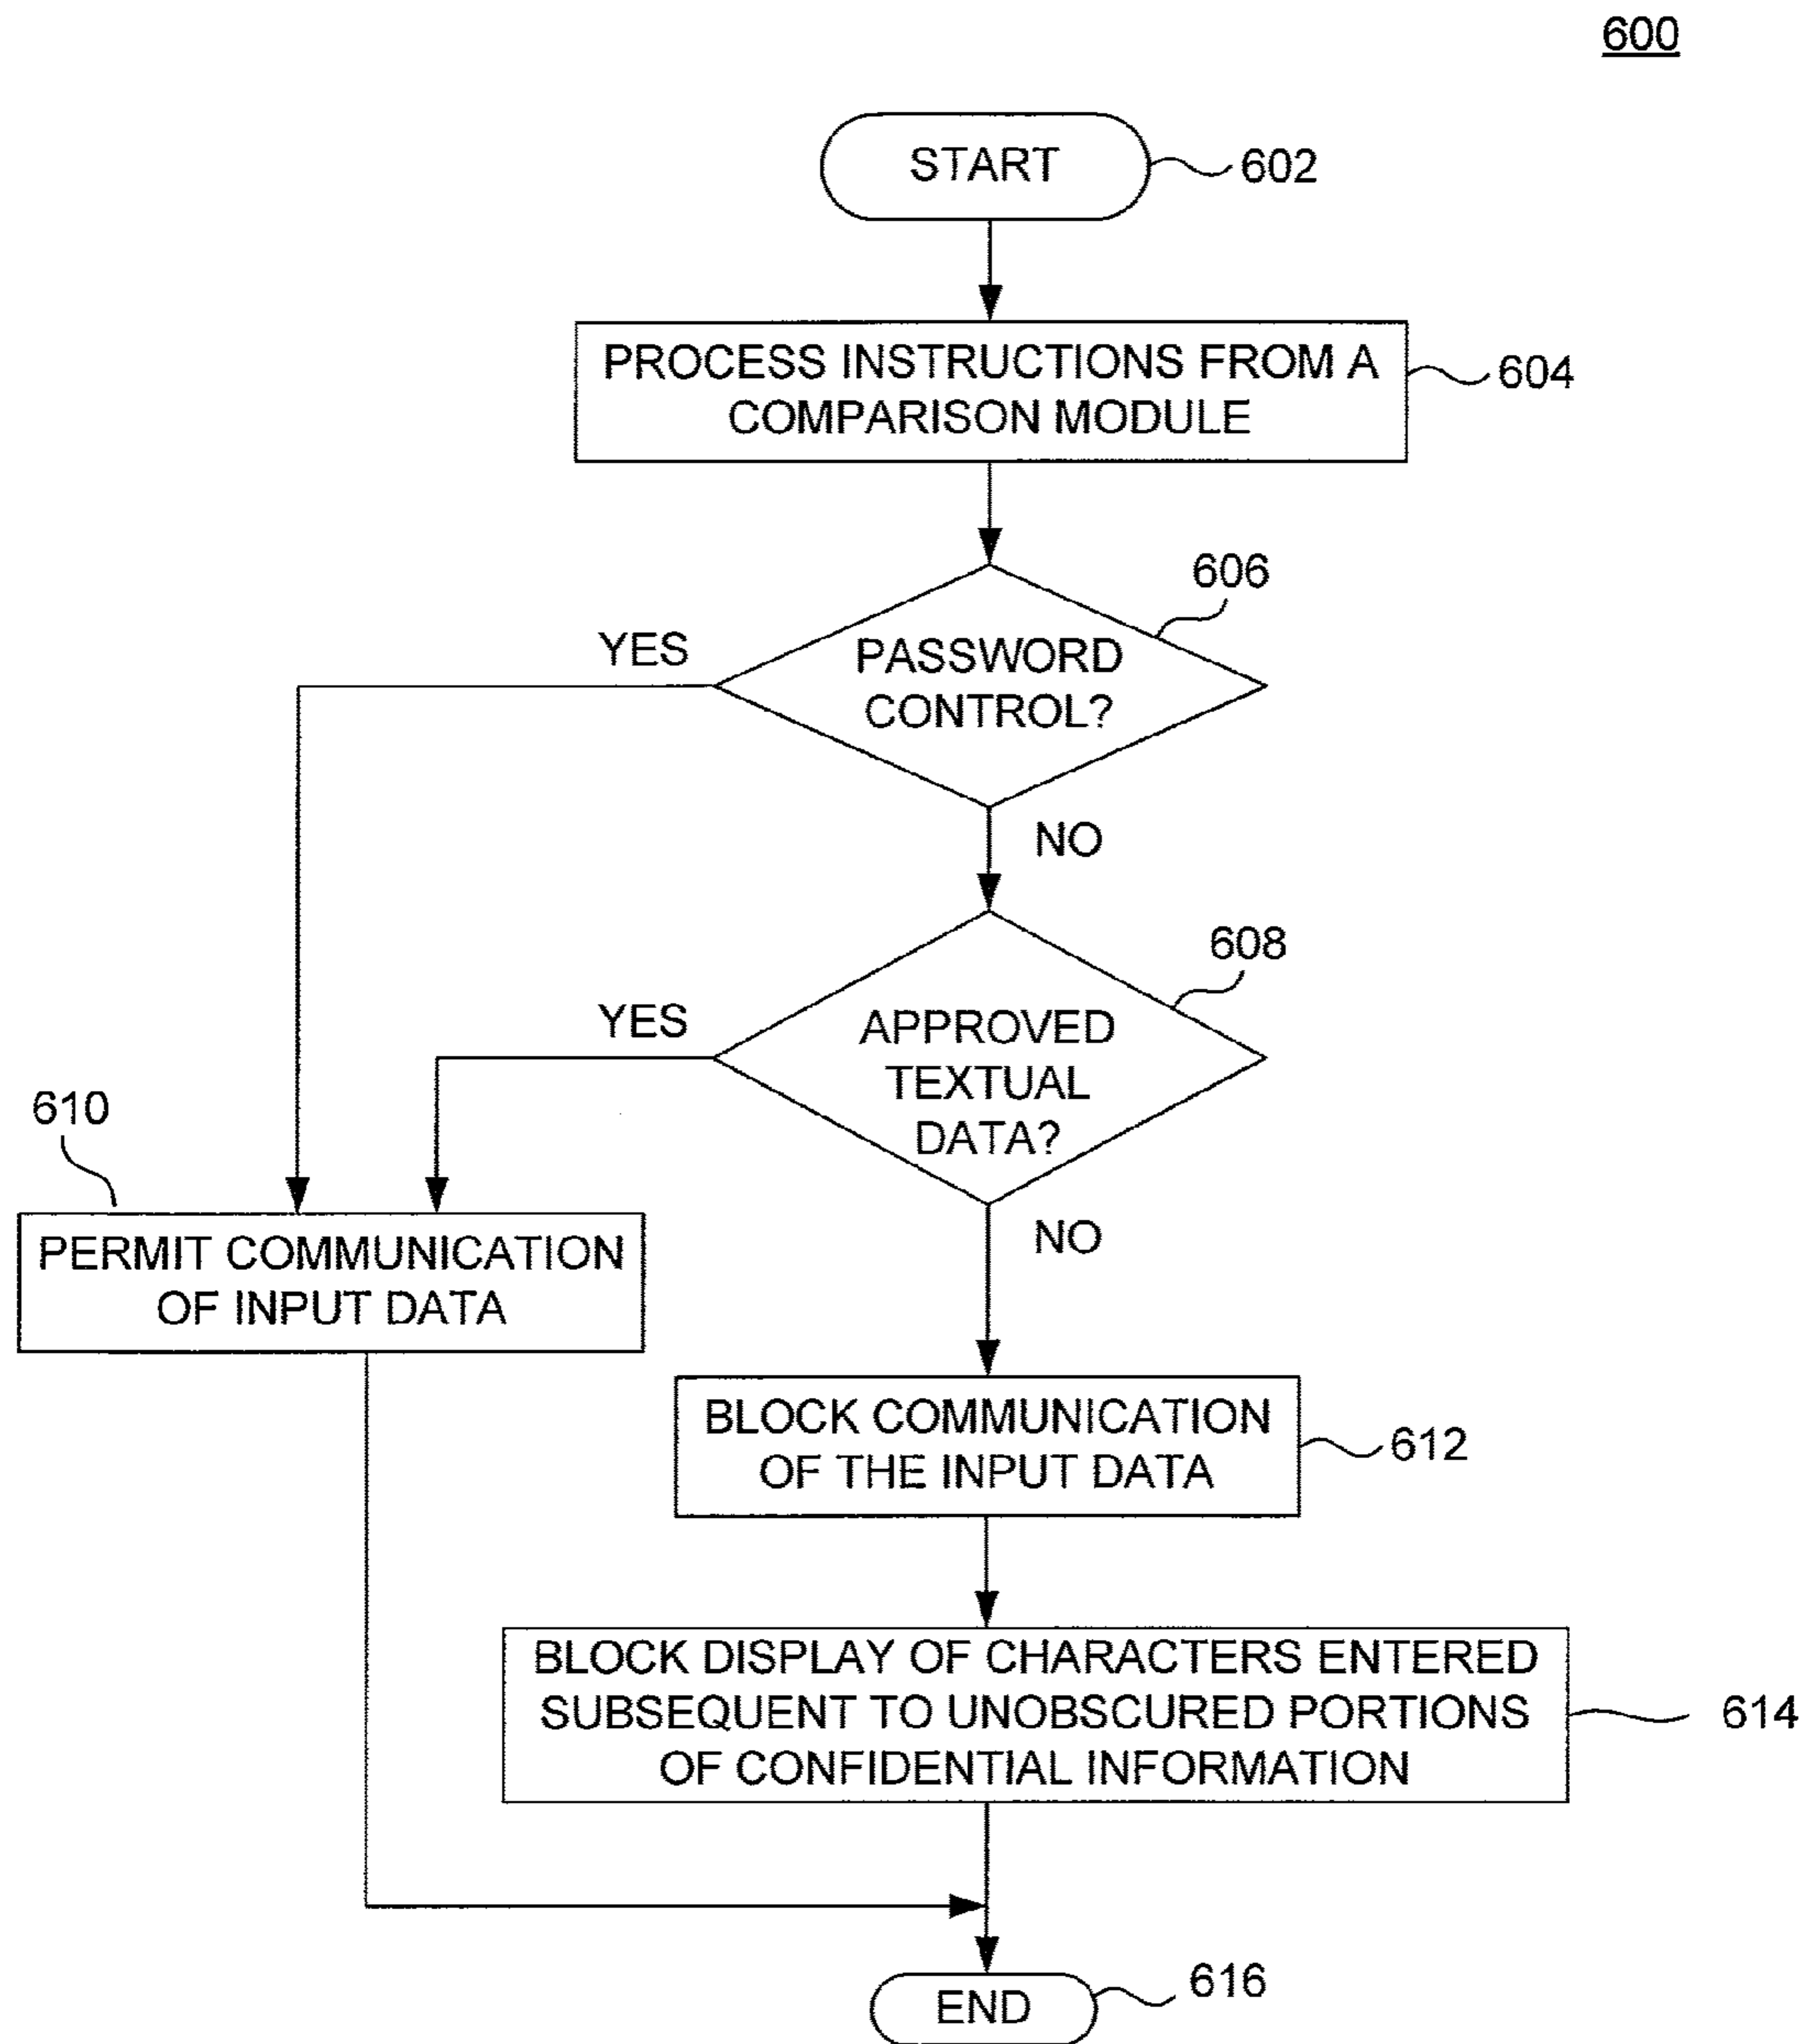 600
START
602
PROCESS INSTRUCTIONS FROM A
COMPARISON MODULE
604
606
YES
PASSWORD
CONTROL?
NO
608
YES
APPROVED
TEXTUAL
DATA?
610
NO
PERMIT COMMUNICATION
OF INPUT DATA
BLOCK COMMUNICATION
OF THE INPUT DATA
612
BLOCK DISPLAY OF CHARACTERS ENTERED
SUBSEQUENT TO UNOBSCURED PORTIONS
OF CONFIDENTIAL INFORMATION
614
END
616